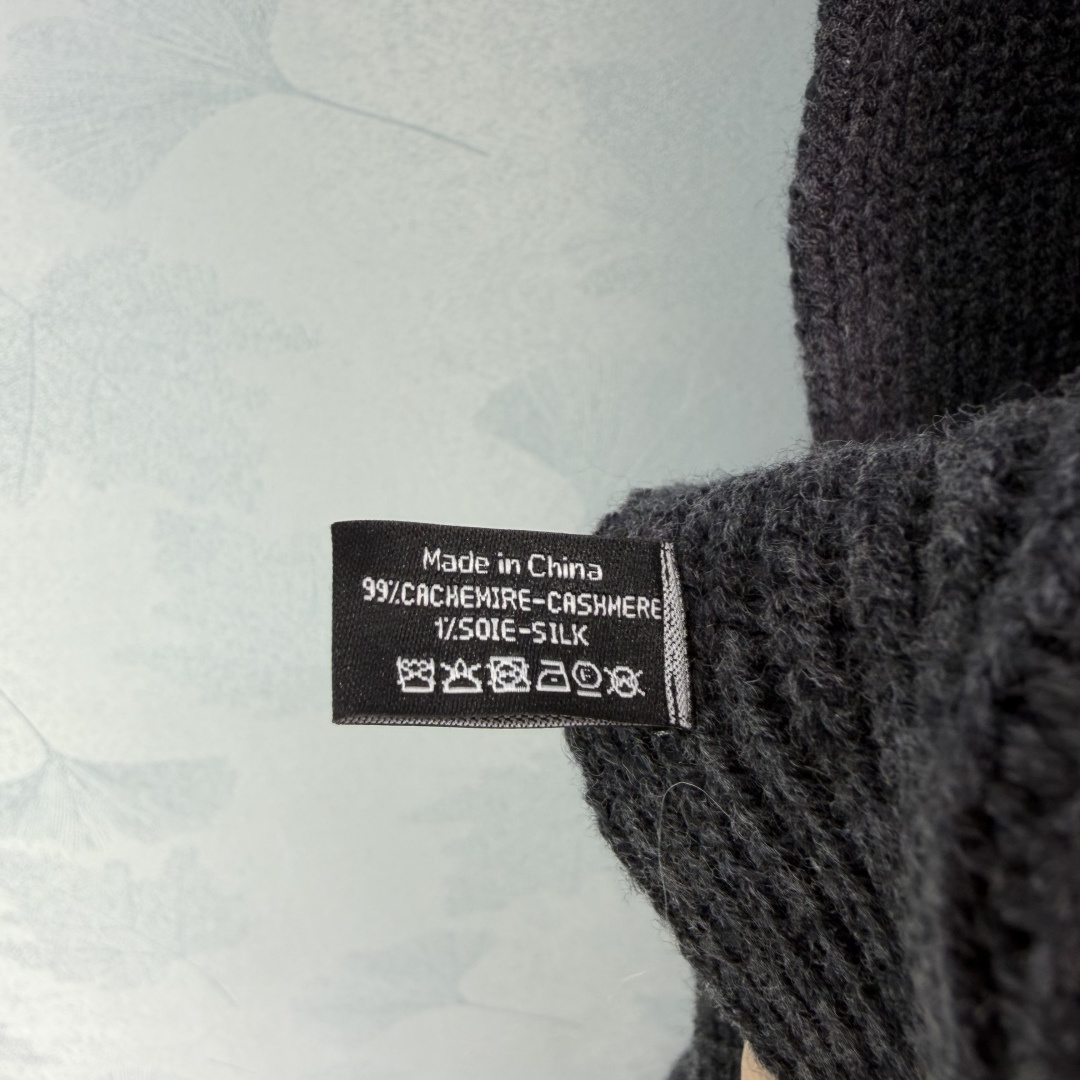 Made in China
99%CACHEMIRE-CASHMERE
1%SOIE-SILK